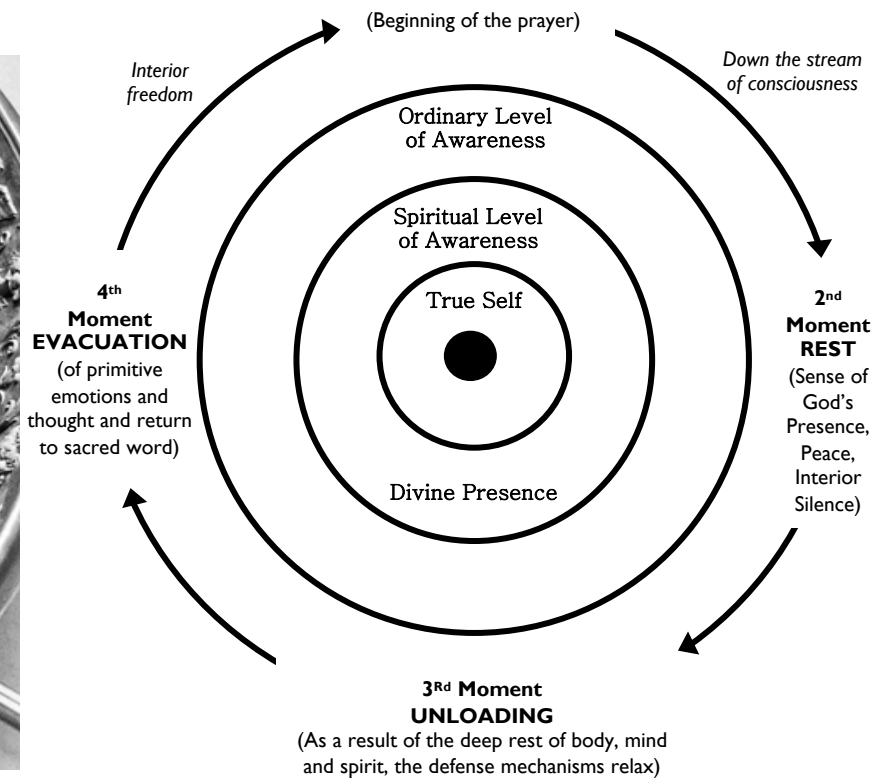 (Beginning of the prayer)
Interior
freedom
Down the stream
of consciousness
Ordinary Level
of Awareness
Spiritual Level
of Awareness
True Self
Divine Presence
2nd
Moment
REST
(Sense of
God's
Presence,
Peace,
Interior
Silence)
3Rd Moment
UNLOADING
(As a result of the deep rest of body, mind
and spirit, the defense mechanisms relax)
4th
Moment
EVACUATION
(of primitive
emotions and
thought and return
to sacred word)